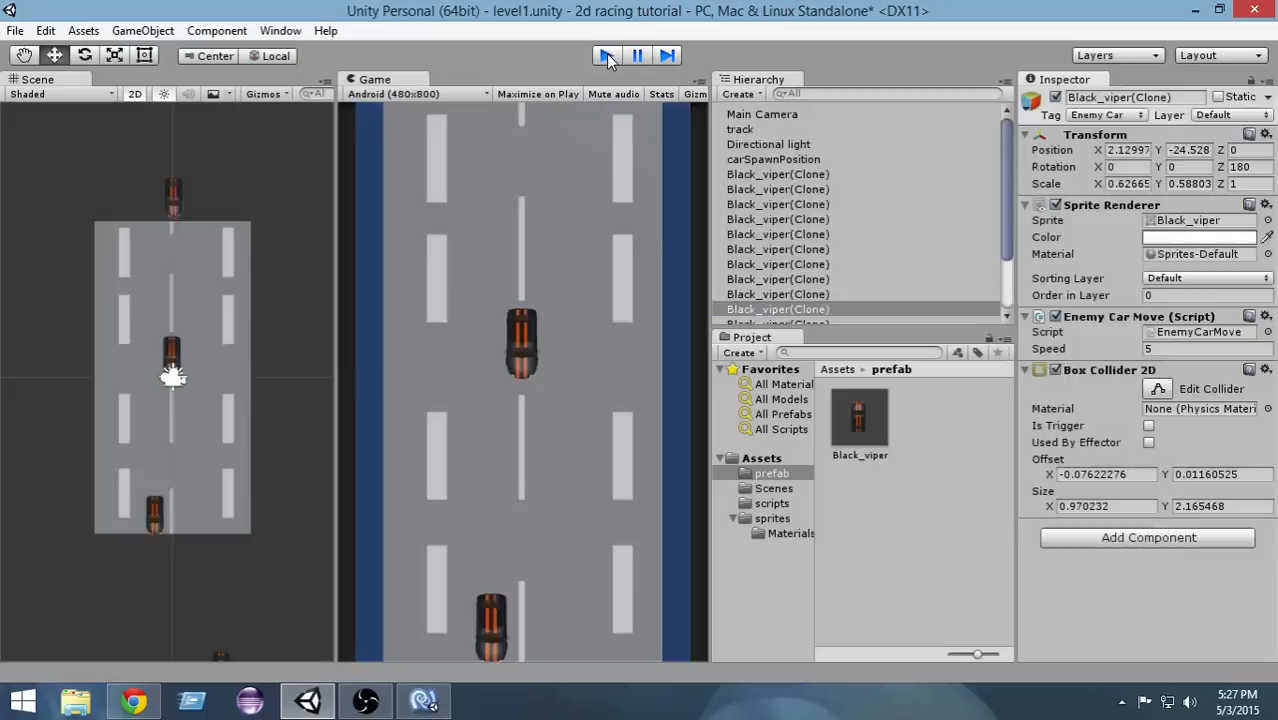 Unity Personal (64bit) - level1.unity - 2d racing tutorial - PC, Mac & Linux Standalone* <DX11>
File Edit Assets GameObject Component Window Help
Center Local Layers Layout
Scene Game Hierarchy Inspector
Shaded 2D Gizmos All Android (480x800) Maximize on Play Mute audio Stats Gizm Create All
Black_viper(Clone) Static
Tag Enemy Car Layer Default
Main Camera
track
Directional light
carSpawnPosition
Black_viper(Clone)
Black_viper(Clone)
Black_viper(Clone)
Black_viper(Clone)
Black_viper(Clone)
Black_viper(Clone)
Black_viper(Clone)
Black_viper(Clone)
Black_viper(Clone)
Black_viper(Clone)
Transform
Position X 2.12997 Y -24.528 Z 0
Rotation X 0 Y 0 Z 180
Scale X 0.62665 Y 0.58803 Z 1
Sprite Renderer
Sprite Black_viper
Color
Material Sprites-Default
Sorting Layer Default
Order in Layer 0
Enemy Car Move (Script)
Script EnemyCarMove
Speed 5
Box Collider 2D
Edit Collider
Material None (Physics Materi
Is Trigger
Used By Effector
Offset
X -0.07622276 Y 0.01160525
Size
X 0.970232 Y 2.165468
Add Component
Project
Create
Favorites
All Material
All Models
All Prefabs
All Scripts
Assets
prefab
Scenes
scripts
sprites
Materials
Assets prefab
Black_viper
5:27 PM
5/3/2015